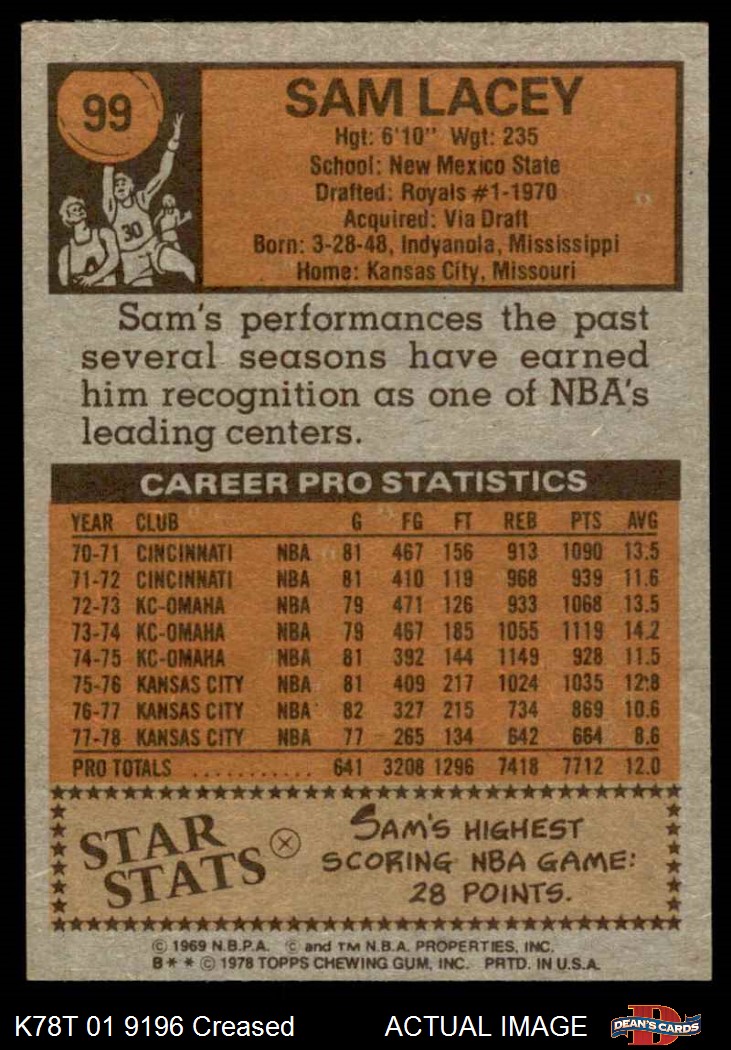 99
30
SAM LACEY
Hgt: 6'10" Wgt: 235
School: New Mexico State
Drafted: Royals #1-1970
Acquired: Via Draft
Born: 3-28-48, Indyanola, Mississippi
Home: Kansas City, Missouri
Sam's performances the past
several seasons have earned
him recognition as one of NBA's
leading centers.
CAREER PRO STATISTICS
YEAR CLUB G FG FT REB PTS AVG
70-71 CINCINNATI NBA 81 467 156 913 1090 13.5
71-72 CINCINNATI NBA 81 410 119 968 939 11.6
72-73 KC-OMAHA NBA 79 471 126 933 1068 13.5
73-74 KC-OMAHA NBA 79 467 185 1055 1119 14.2
74-75 KC-OMAHA NBA 81 392 144 1149 928 11.5
75-76 KANSAS CITY NBA 81 409 217 1024 1035 12.8
76-77 KANSAS CITY NBA 82 327 215 734 869 10.6
77-78 KANSAS CITY NBA 77 265 134 642 664 8.6
PRO TOTALS .......... 641 3208 1296 7418 7712 12.0
STAR
STATS
SAM'S HIGHEST
SCORING NBA GAME:
28 POINTS.
© 1969 N.B.P.A. © and TM N.B.A. PROPERTIES, INC.
B** © 1978 TOPPS CHEWING GUM, INC. PRTD. IN U.S.A.
K78T 01 9196 Creased ACTUAL IMAGE
D
DEAN'S CARDS